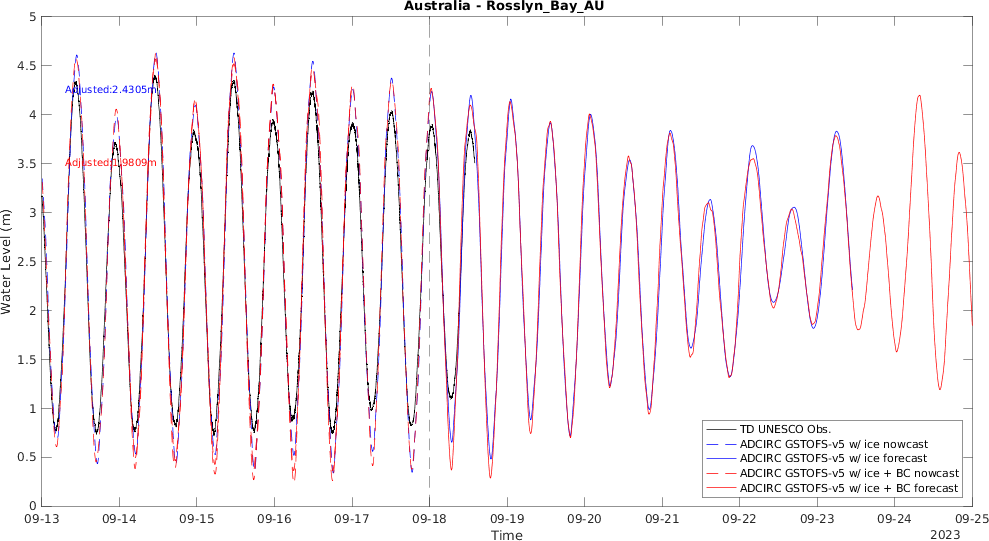 Australia - Rosslyn_Bay_AU
Water Level (m)
5
4.5
4
3.5
3
2.5
2
1.5
1
0.5
0
Adjusted:2.4305m
Adjusted:1.9809m
TD UNESCO Obs.
ADCIRC GSTOFS-v5 w/ ice nowcast
ADCIRC GSTOFS-v5 w/ ice forecast
ADCIRC GSTOFS-v5 w/ ice + BC nowcast
ADCIRC GSTOFS-v5 w/ ice + BC forecast
09-13 09-14 09-15 09-16 09-17 09-18 09-19 09-20 09-21 09-22 09-23 09-24 09-25
Time
2023